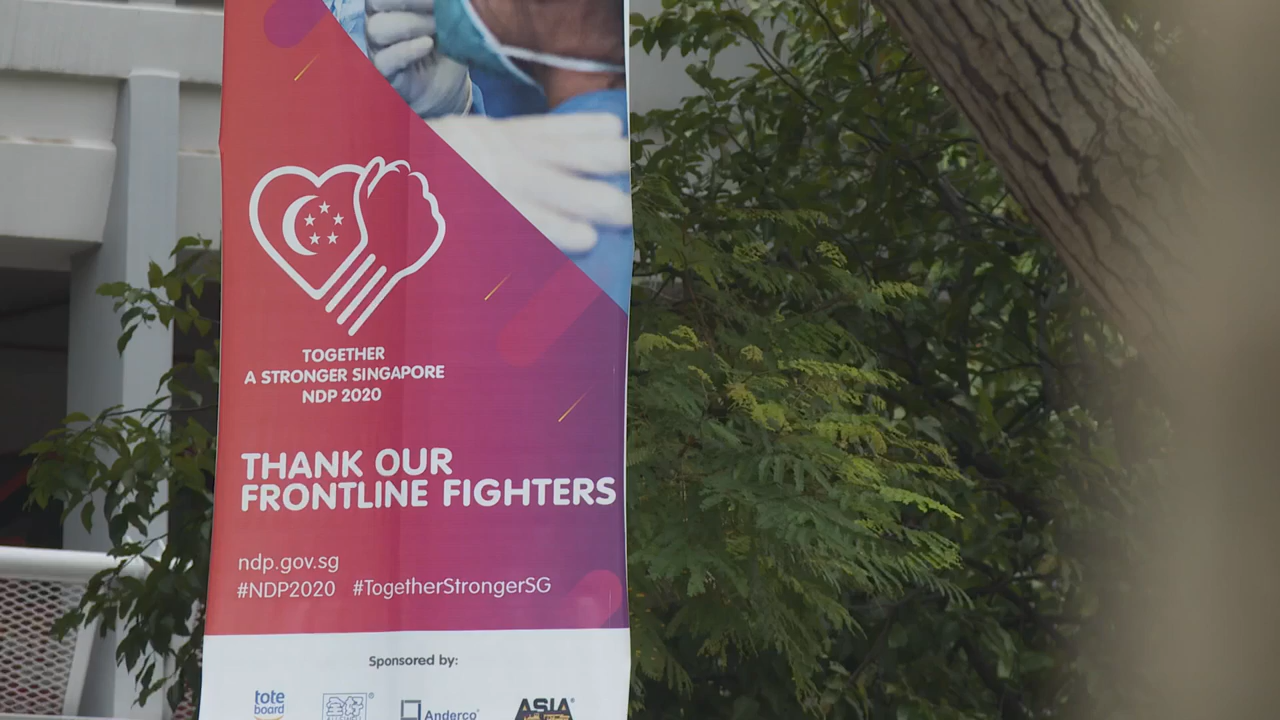 TOGETHER
A STRONGER SINGAPORE
NDP 2020
THANK OUR
FRONTLINE FIGHTERS
ndp.gov.sg
#NDP2020 #TogetherStrongerSG
Sponsored by:
tote
board
Anderco®
ASIA®